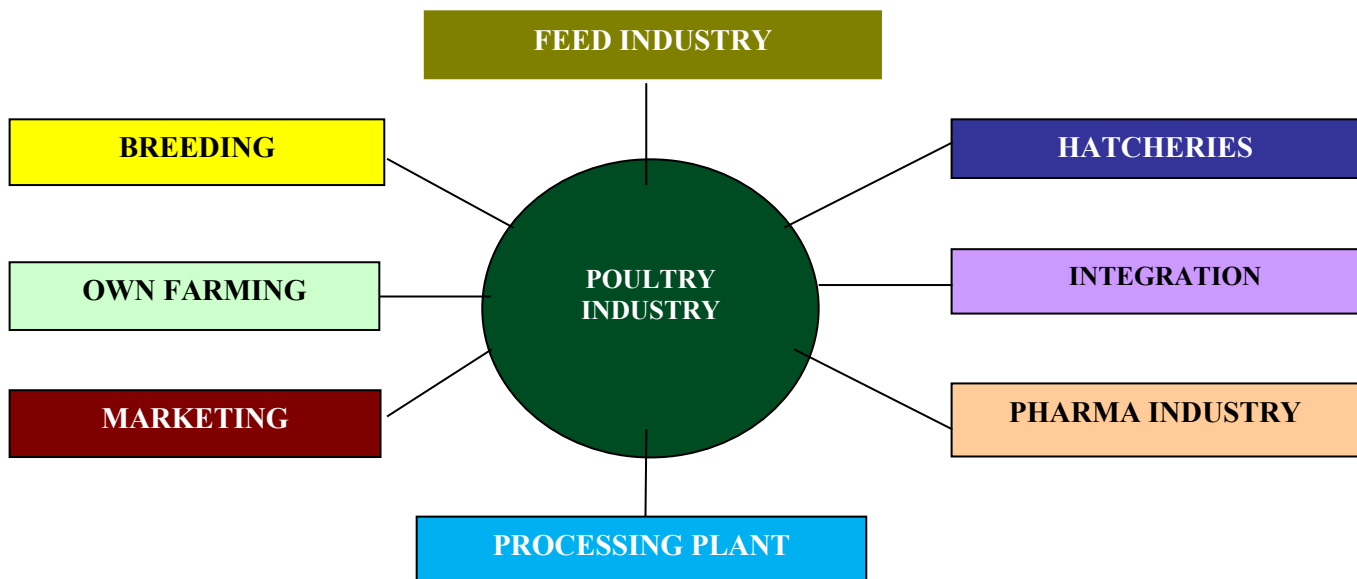 FEED INDUSTRY
BREEDING
HATCHERIES
OWN FARMING
POULTRY
INDUSTRY
INTEGRATION
MARKETING
PHARMA INDUSTRY
PROCESSING PLANT